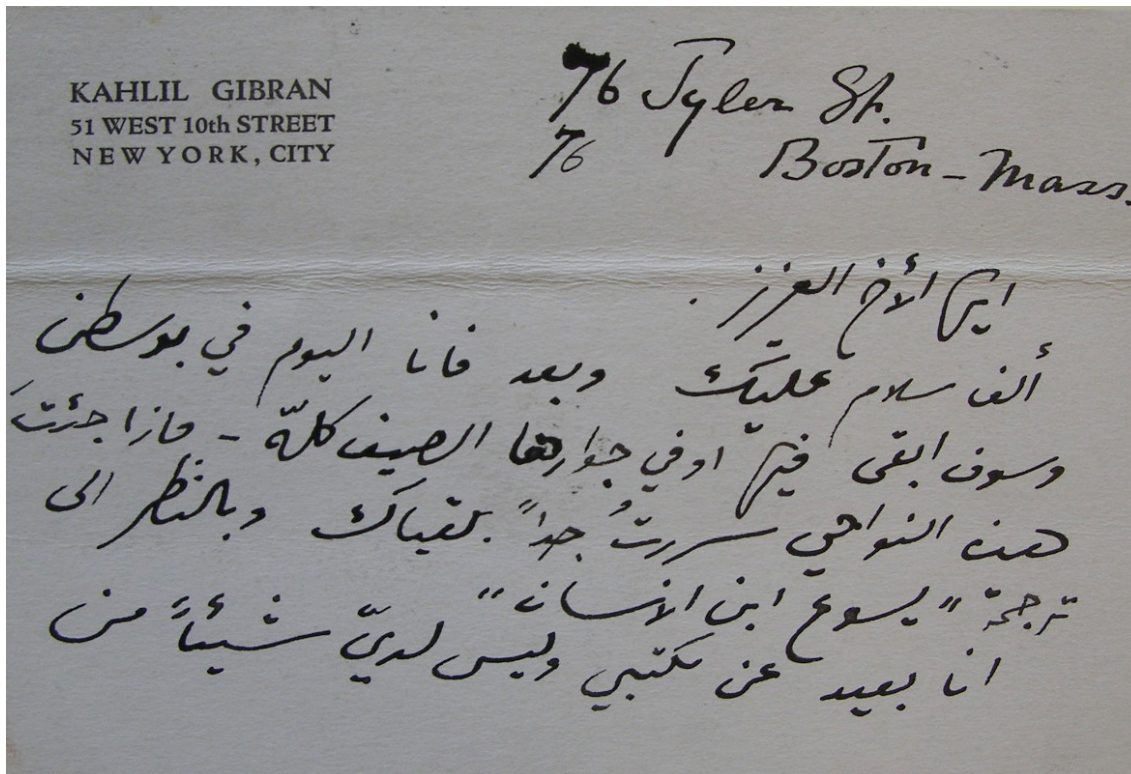 KAHLIL GIBRAN
51 WEST 10th STREET
NEW YORK, CITY
76 Tyler St.
76 Boston - Mass.
ايها الأخ العزيز .
ألف سلام عليك وبعد فانا اليوم في بوسطن
وسوف ابقى فيها او في جوارها الصيف كلّه - فاذا جئتَ
هذه النواحي سررتُ جداً بلقياك وبالنظر الى
ترجمة "يسوع ابن الانسان"
انا بعيد عن مكتبي وليس لديّ شيئاً من